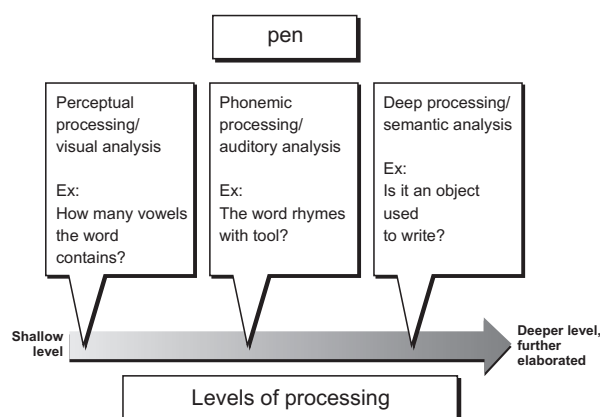 pen
Perceptual
processing/
visual analysis
Ex:
How many vowels
the word
contains?
Phonemic
processing/
auditory analysis
Ex:
The word rhymes
with tool?
Deep processing/
semantic analysis
Ex:
Is it an object
used
to write?
Shallow
level
Deeper level,
further
elaborated
Levels of processing